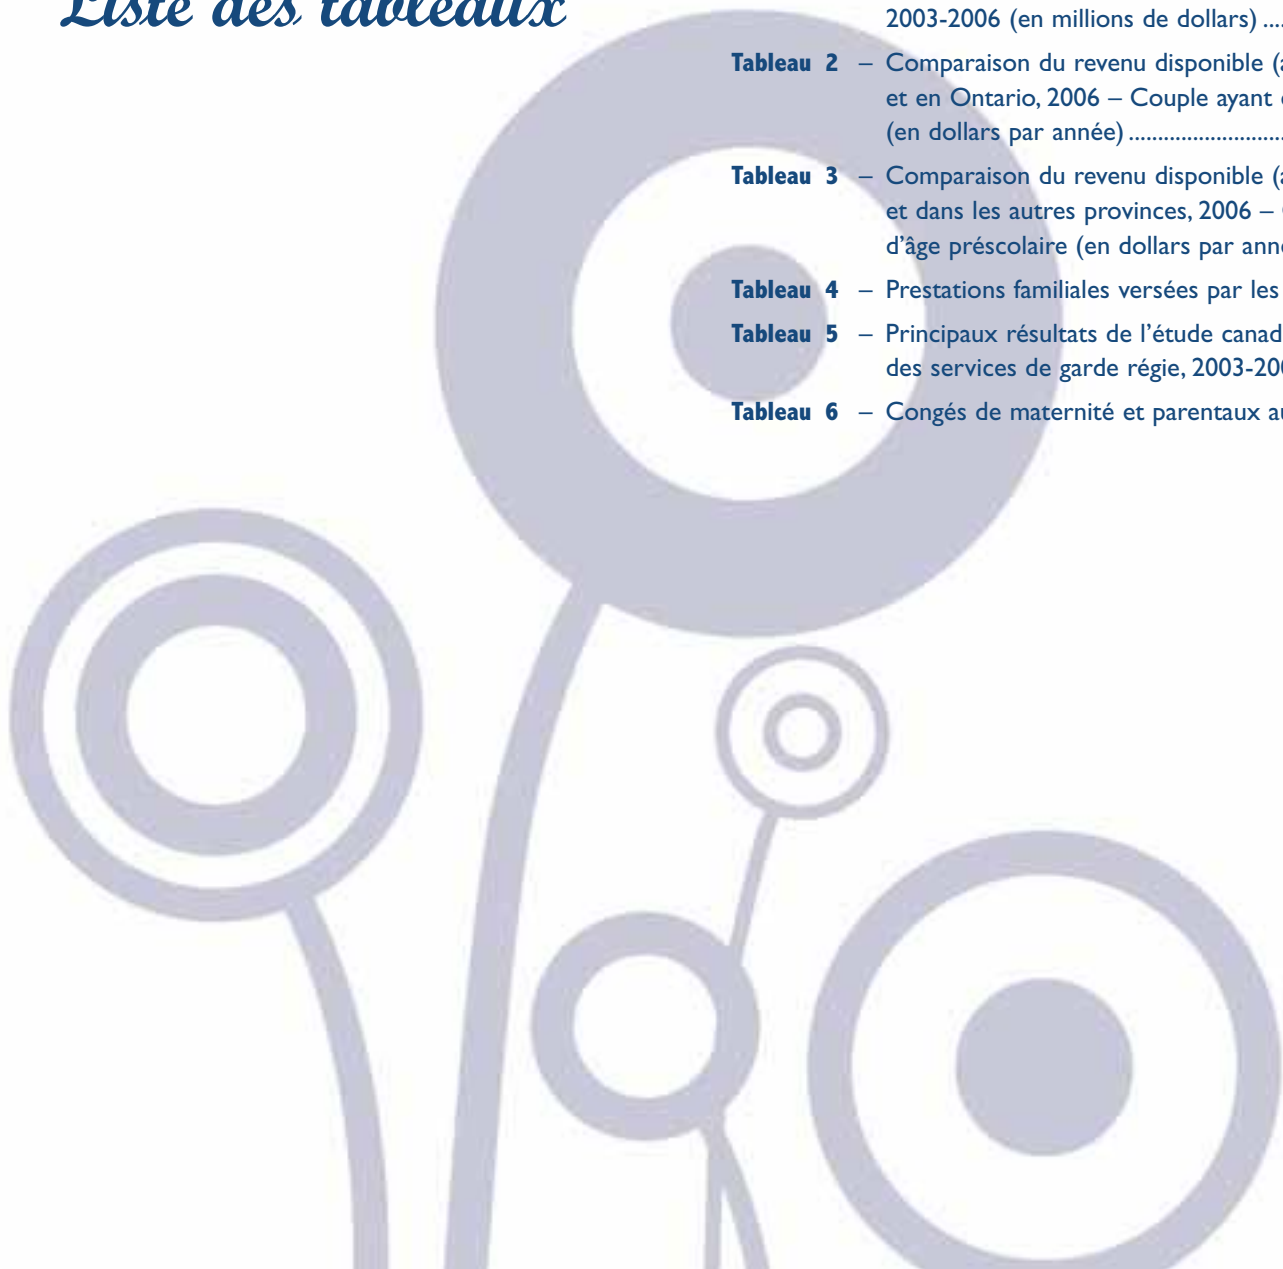 Liste des tableaux
2003-2006 (en millions de dollars) ....
Tableau 2 – Comparaison du revenu disponible (
et en Ontario, 2006 – Couple ayant
(en dollars par année) ............................
Tableau 3 – Comparaison du revenu disponible (
et dans les autres provinces, 2006 –
d'âge préscolaire (en dollars par
Tableau 4 – Prestations familiales versées par les
Tableau 5 – Principaux résultats de l'étude
des services de garde régie,
Tableau 6 – Congés de maternité et parentaux